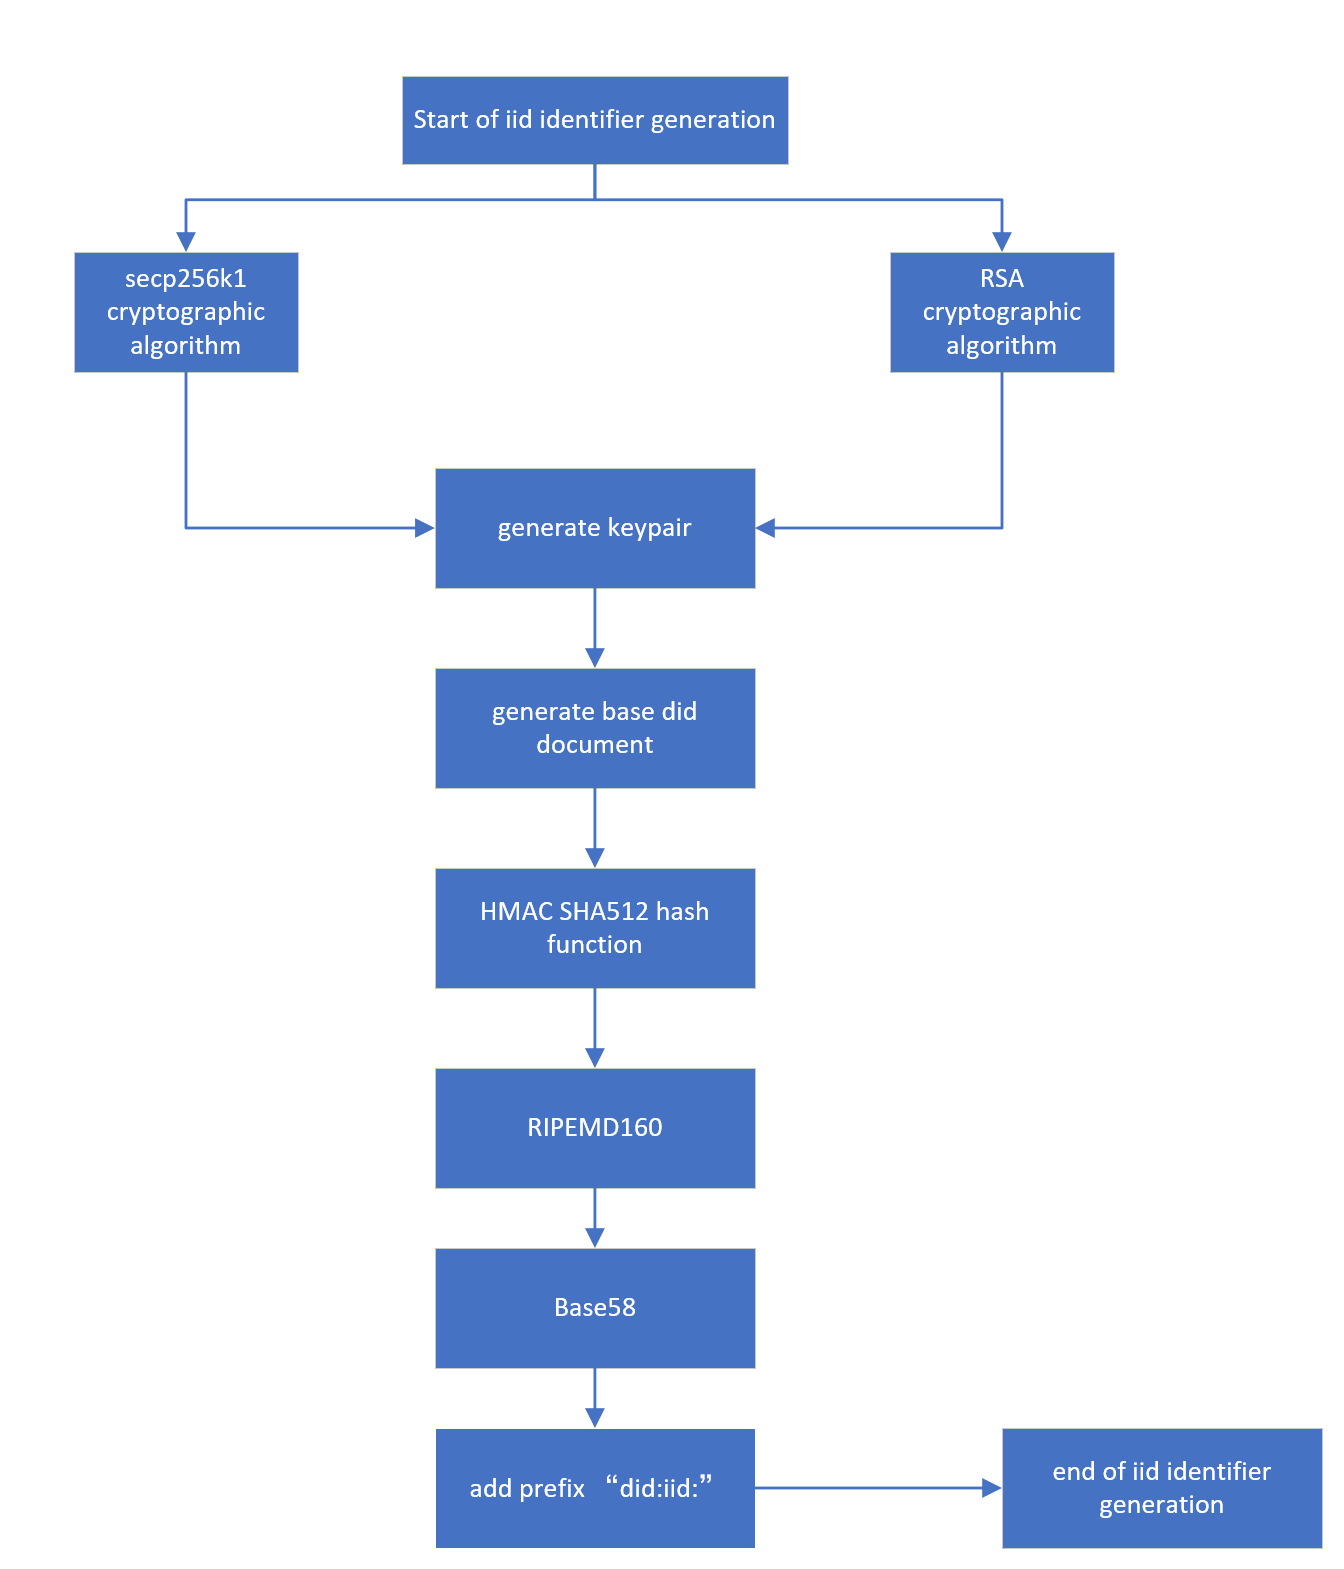 Start of iid identifier generation
secp256k1
cryptographic
algorithm
RSA
cryptographic
algorithm
generate keypair
generate base did
document
HMAC SHA512 hash
function
RIPEMD160
Base58
add prefix “did:iid:”
end of iid identifier
generation